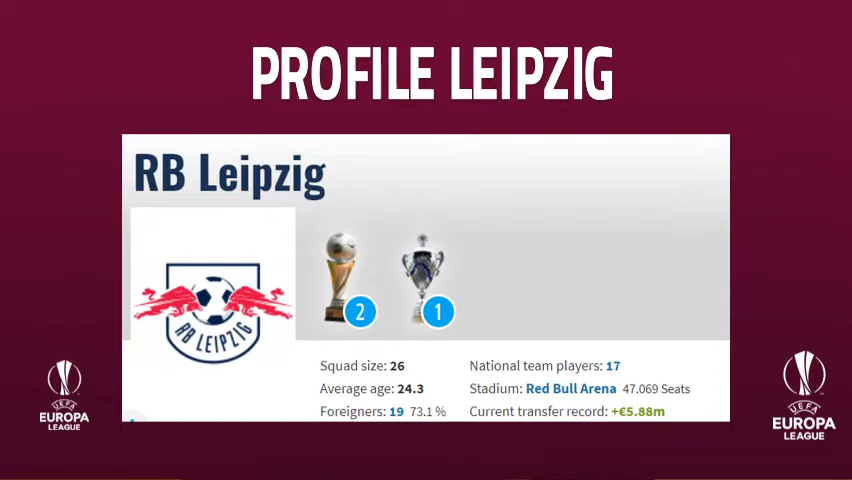 PROFILE LEIPZIG
RB Leipzig
RB LEIPZIG
2
1
Squad size: 26
National team players: 17
Average age: 24.3
Stadium: Red Bull Arena 47.069 Seats
Foreigners: 19 73.1 %
Current transfer record: +€5.88m
UEFA
EUROPA
LEAGUE
UEFA
EUROPA
LEAGUE